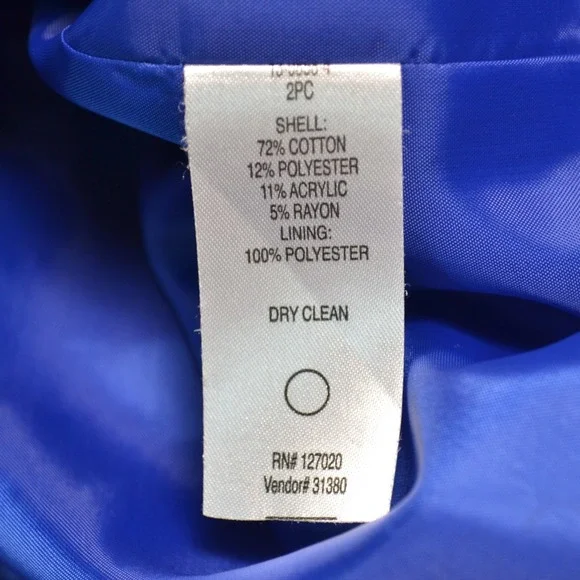 2PC
SHELL:
72% COTTON
12% POLYESTER
11% ACRYLIC
5% RAYON
LINING:
100% POLYESTER
DRY CLEAN
RN# 127020
Vendor# 31380